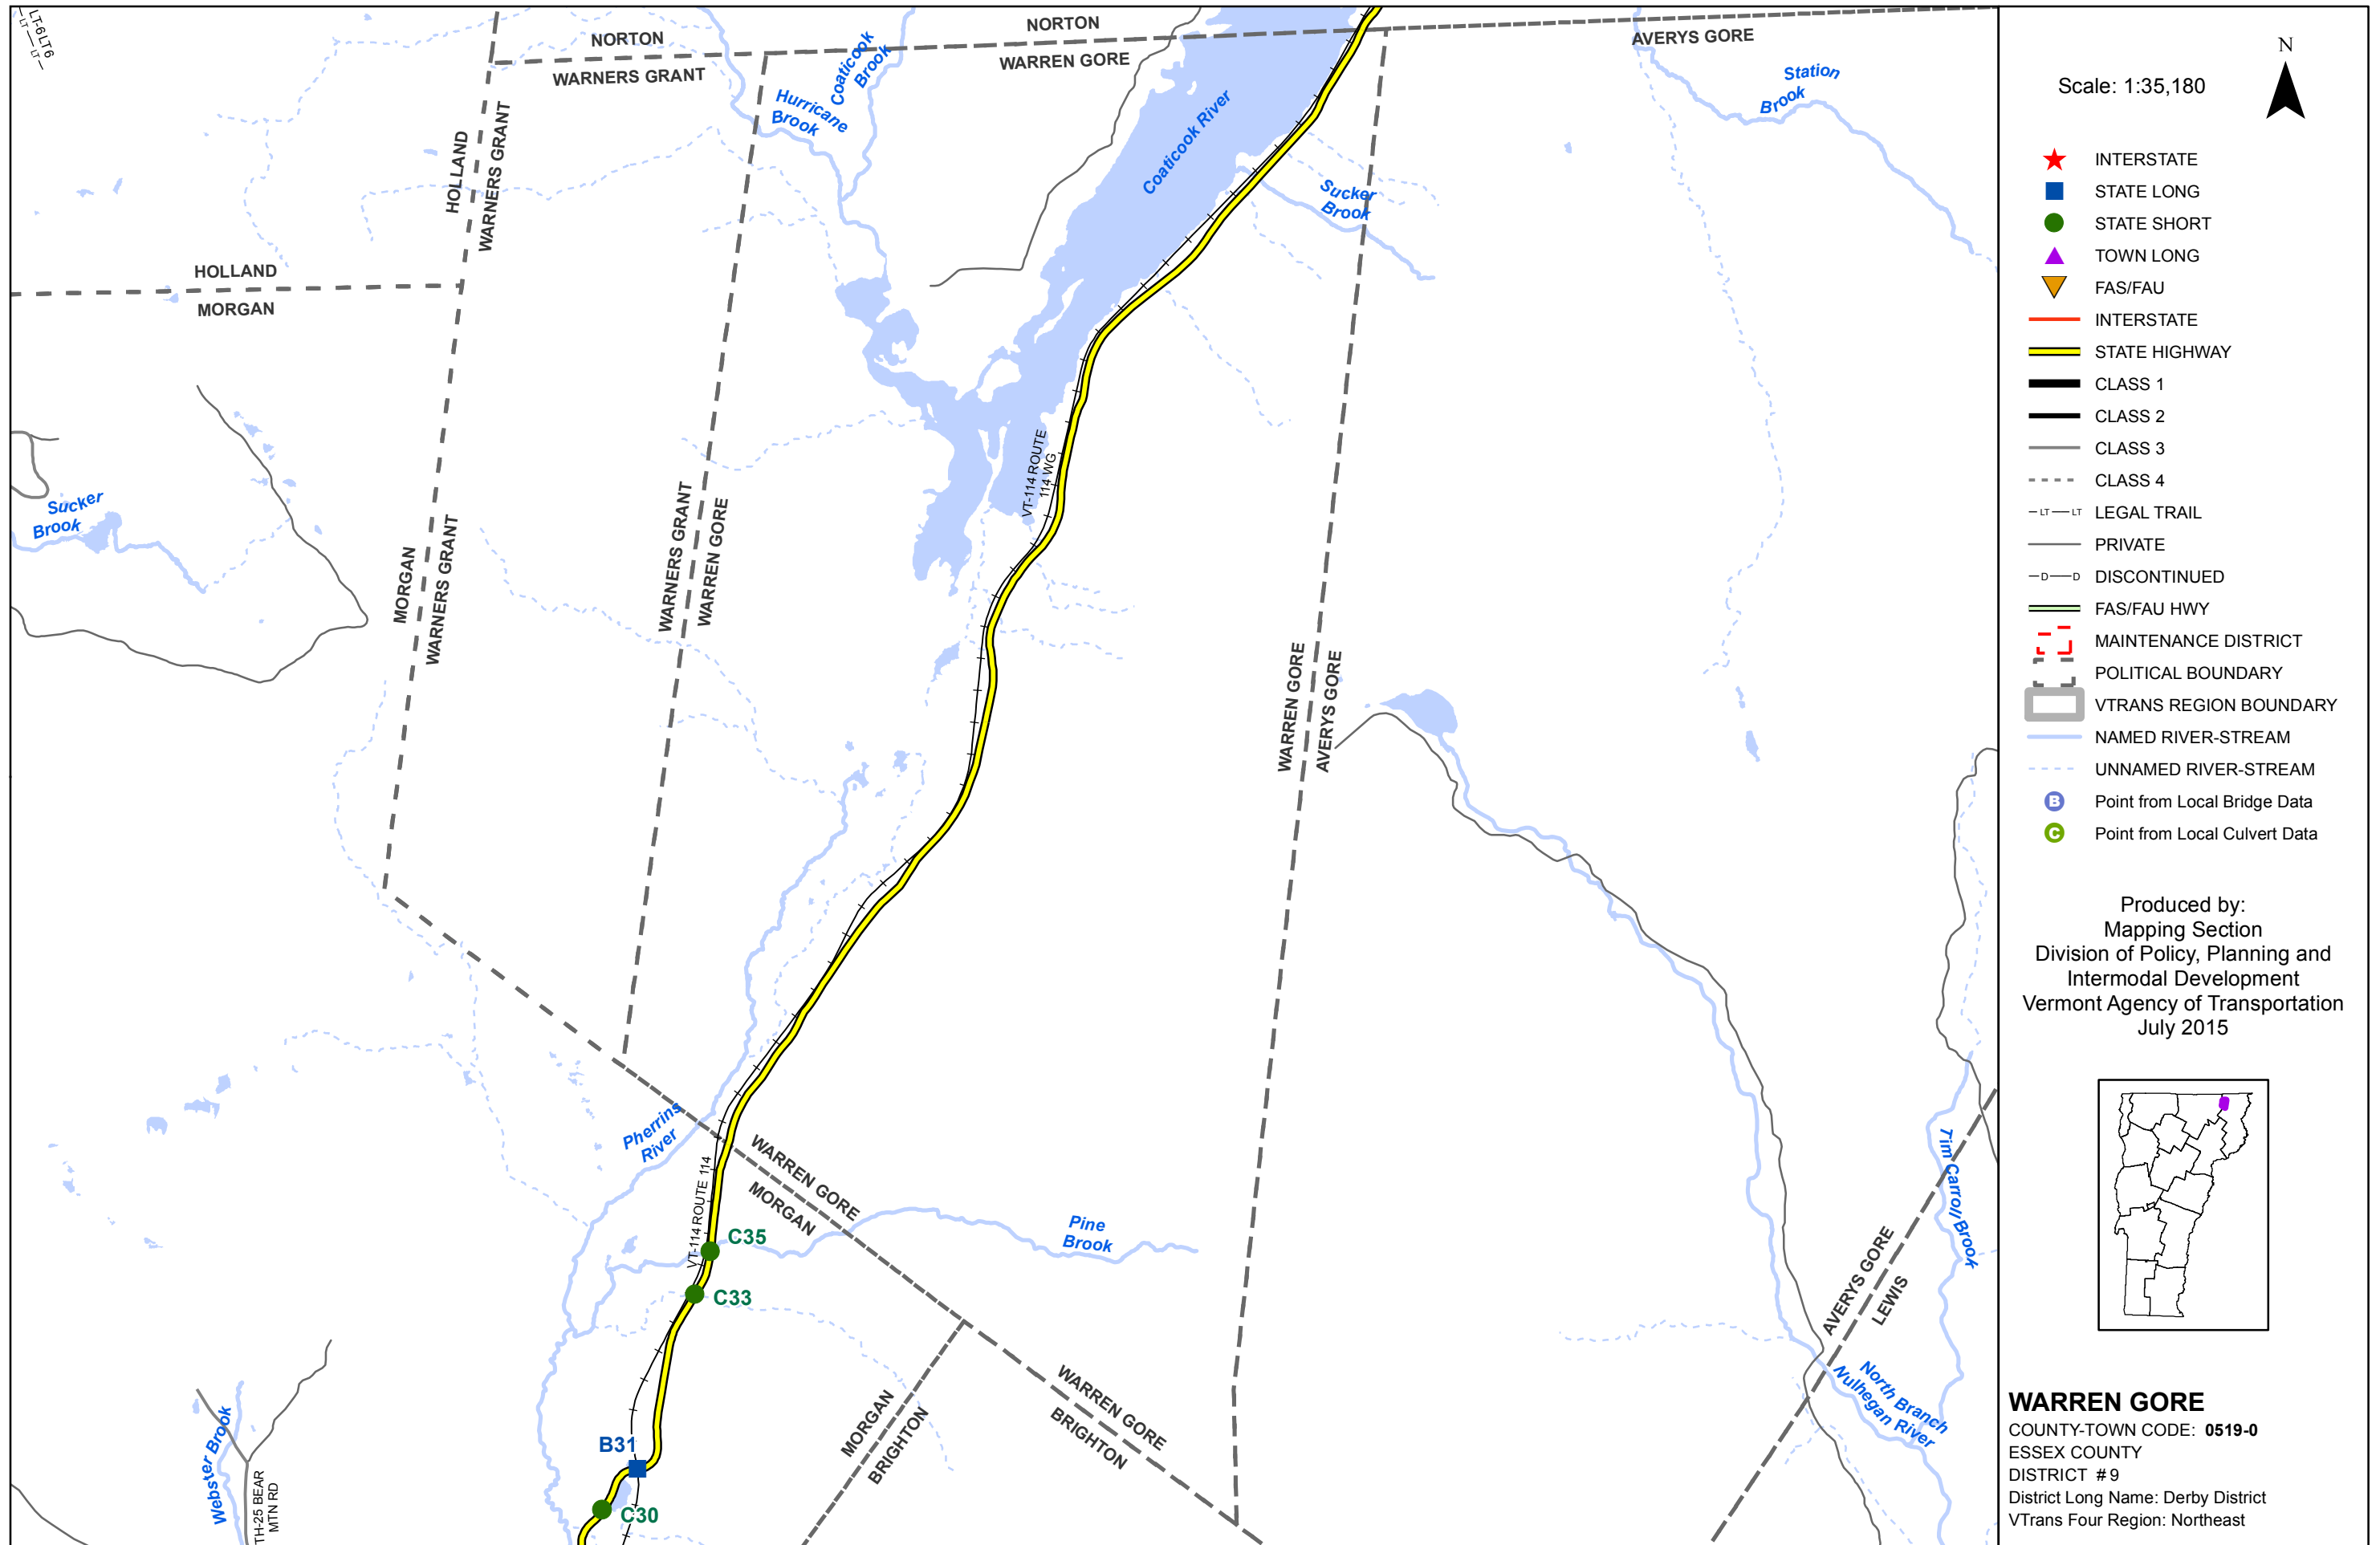 LT-6 LT6
LT
LT
NORTON
WARNERS GRANT
NORTON
WARREN GORE
AVERYS GORE
Coaticook
Brook
Hurricane
Brook
Station
Brook
Coaticook River
Sucker
Brook
HOLLAND
WARNERS GRANT
HOLLAND
MORGAN
VT-114 ROUTE
114 WG
Sucker
Brook
MORGAN
WARNERS GRANT
WARNERS GRANT
WARREN GORE
WARREN GORE
AVERYS GORE
Pherrins
River
VT-114 ROUTE 114
WARREN GORE
MORGAN
C35
Pine
Brook
C33
Tim Carroll Brook
AVERYS GORE
LEWIS
North Branch
Nulhegan River
WARREN GORE
BRIGHTON
MORGAN
BRIGHTON
B31
C30
Webster Brook
TH-25 BEAR
MTN RD
N
Scale: 1:35,180
INTERSTATE
STATE LONG
STATE SHORT
TOWN LONG
FAS/FAU
INTERSTATE
STATE HIGHWAY
CLASS 1
CLASS 2
CLASS 3
CLASS 4
LT LT LEGAL TRAIL
PRIVATE
D D DISCONTINUED
FAS/FAU HWY
MAINTENANCE DISTRICT
POLITICAL BOUNDARY
VTRANS REGION BOUNDARY
NAMED RIVER-STREAM
UNNAMED RIVER-STREAM
B Point from Local Bridge Data
C Point from Local Culvert Data
Produced by:
Mapping Section
Division of Policy, Planning and
Intermodal Development
Vermont Agency of Transportation
July 2015
WARREN GORE
COUNTY-TOWN CODE: 0519-0
ESSEX COUNTY
DISTRICT # 9
District Long Name: Derby District
VTrans Four Region: Northeast